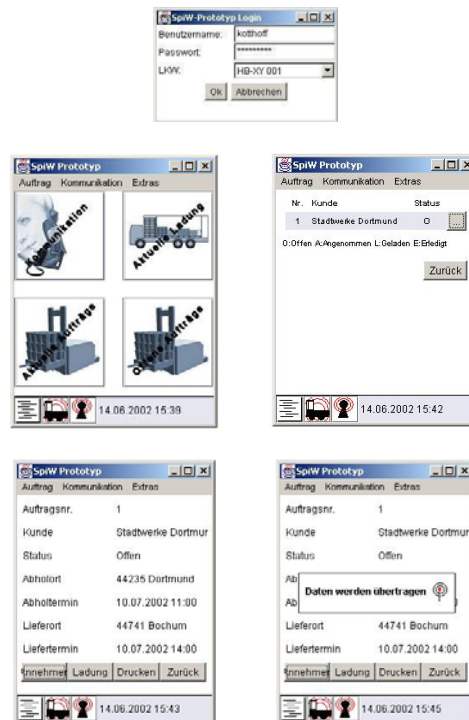 SpiW-Prototyp Login
Benutzername: kotthoff
Passwort: *********
LKW: HB-XY 001
Ok Abbrechen
SpiW Prototyp
Auftrag Kommunikation Extras
Kommunikation
Aktuelle Ladung
Aktuelle Aufträge
Offene Aufträge
14.06.2002 15:39
SpiW Prototyp
Auftrag Kommunikation Extras
Nr. Kunde Status
1 Stadtwerke Dortmund O ...
O:Offen A:Angenommen L:Geladen E:Erledigt
Zurück
14.06.2002 15:42
SpiW Prototyp
Auftrag Kommunikation Extras
Auftragsnr. 1
Kunde Stadtwerke Dortmur
Status Offen
Abholort 44235 Dortmund
Abholtermin 10.07.2002 11:00
Lieferort 44741 Bochum
Liefertermin 10.07.2002 14:00
nnehmer Ladung Drucken Zurück
14.06.2002 15:43
SpiW Prototyp
Auftrag Kommunikation Extras
Auftragsnr. 1
Kunde Stadtwerke Dortmur
Status Offen
Ab
Daten werden übertragen
Ab
Lieferort 44741 Bochum
Liefertermin 10.07.2002 14:00
nnehmer Ladung Drucken Zurück
14.06.2002 15:45